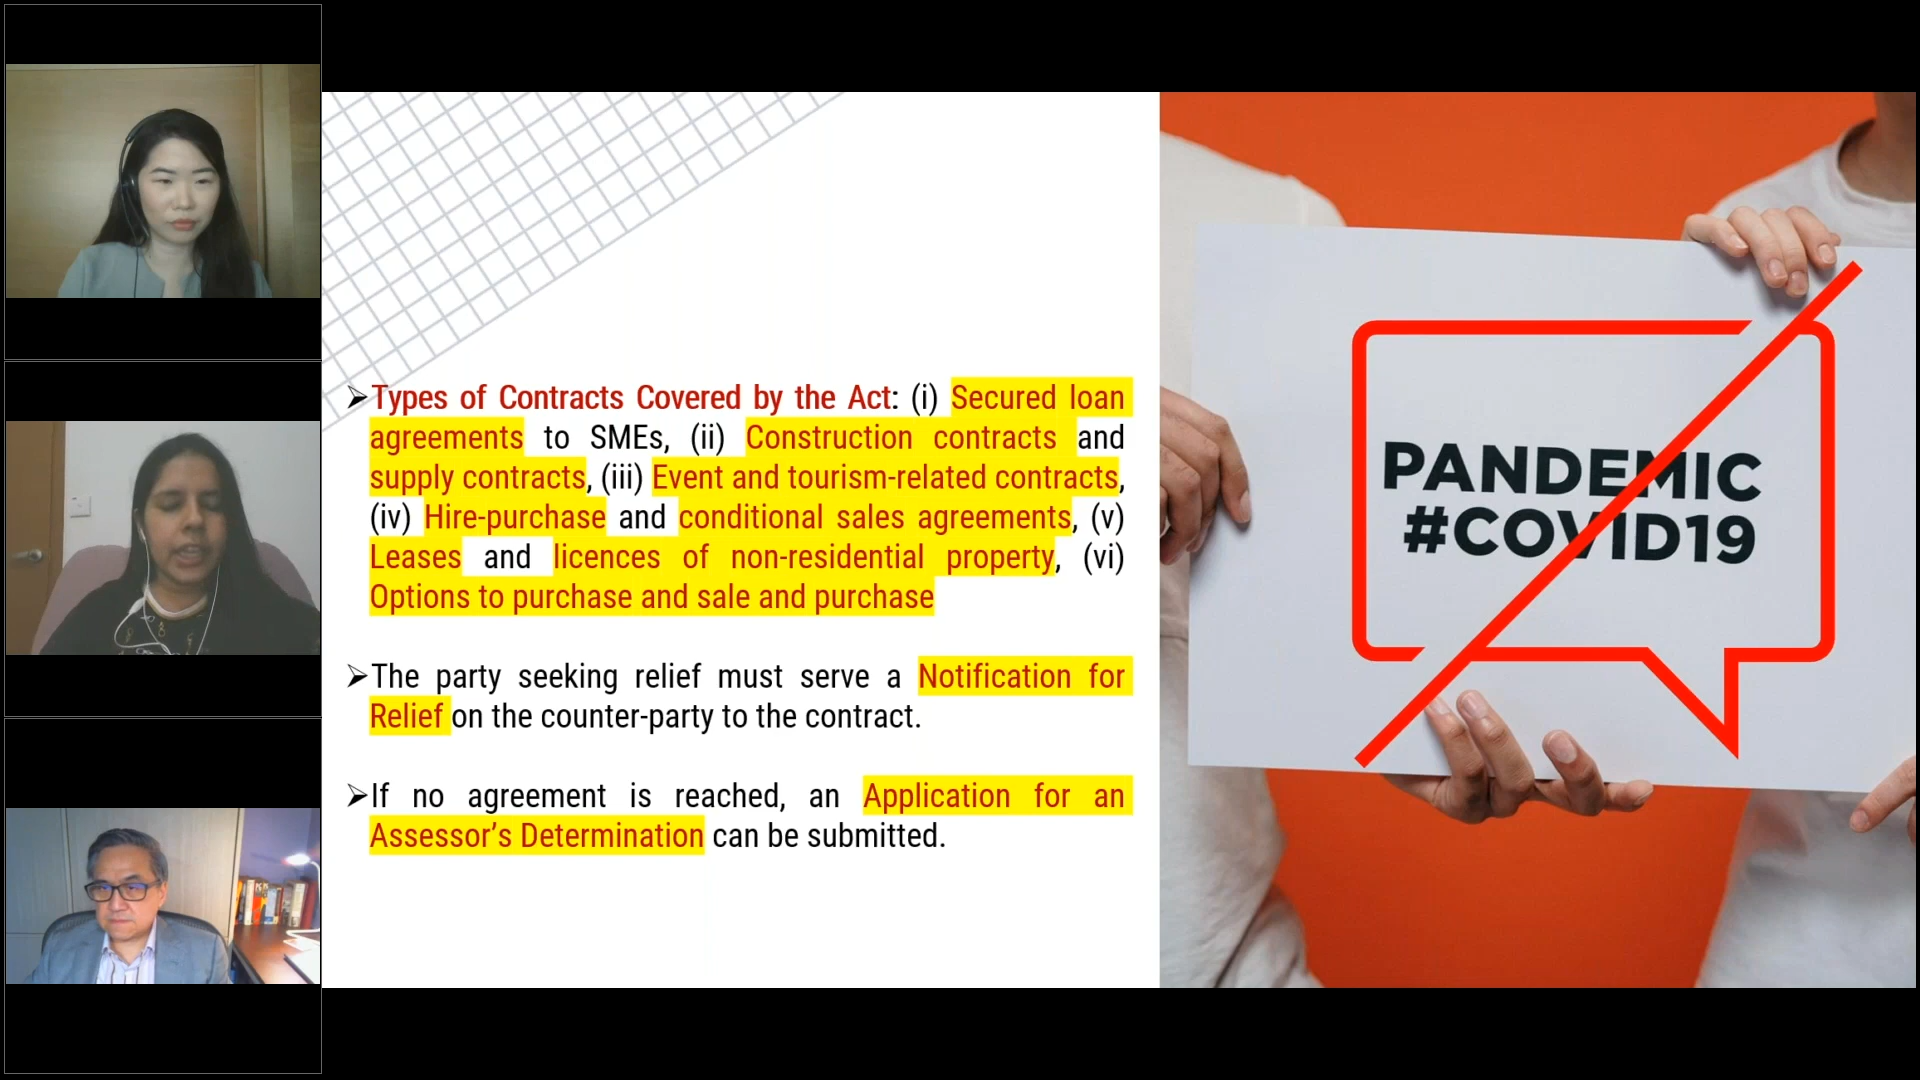 ➢Types of Contracts Covered by the Act: (i) Secured loan
agreements to SMEs, (ii) Construction contracts and
supply contracts, (iii) Event and tourism-related contracts,
(iv) Hire-purchase and conditional sales agreements, (v)
Leases and licences of non-residential property, (vi)
Options to purchase and sale and purchase
➢The party seeking relief must serve a Notification for
Relief on the counter-party to the contract.
➢If no agreement is reached, an Application for an
Assessor’s Determination can be submitted.
PANDEMIC
#COVID19